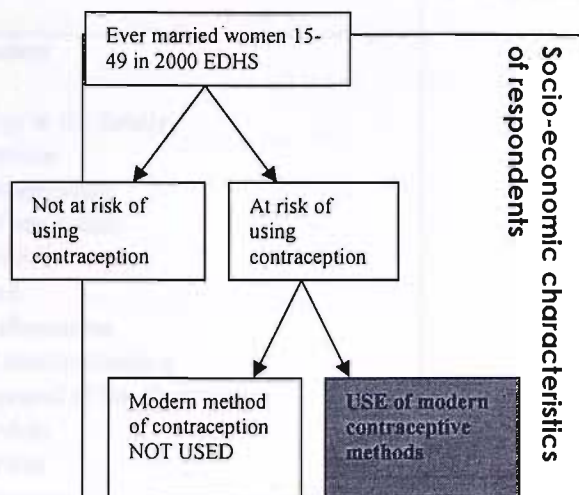 Ever married women 15-
49 in 2000 EDHS
Socio-economic characteristics
of respondents
Not at risk of
using
contraception
At risk of
using
contraception
Modern method
of contraception
NOT USED
USE of modern
contraceptive
methods